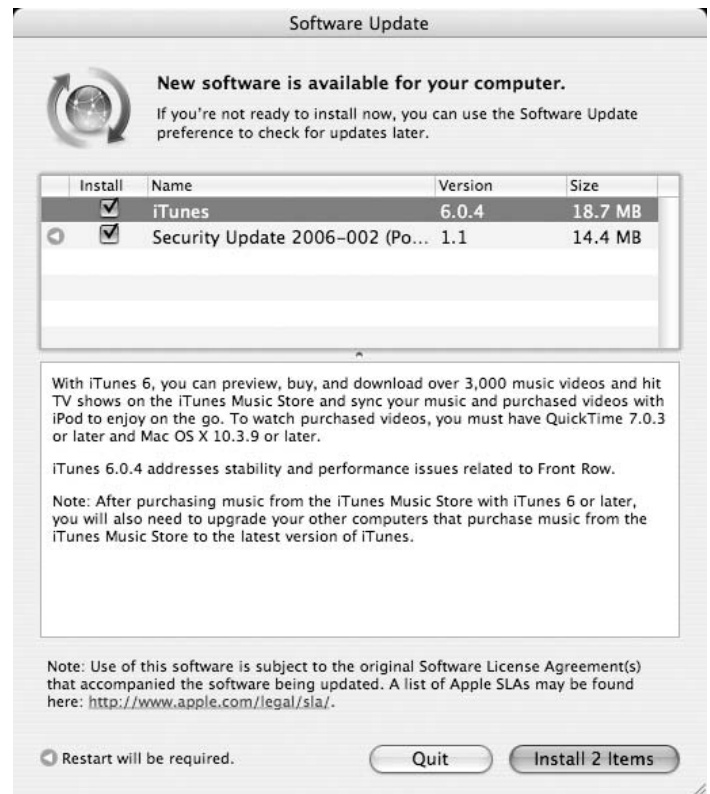 Software Update
New software is available for your computer.
If you're not ready to install now, you can use the Software Update
preference to check for updates later.
Install Name Version Size
iTunes 6.0.4 18.7 MB
Security Update 2006-002 (Po... 1.1 14.4 MB
With iTunes 6, you can preview, buy, and download over 3,000 music videos and hit
TV shows on the iTunes Music Store and sync your music and purchased videos with
iPod to enjoy on the go. To watch purchased videos, you must have QuickTime 7.0.3
or later and Mac OS X 10.3.9 or later.
iTunes 6.0.4 addresses stability and performance issues related to Front Row.
Note: After purchasing music from the iTunes Music Store with iTunes 6 or later,
you will also need to upgrade your other computers that purchase music from the
iTunes Music Store to the latest version of iTunes.
Note: Use of this software is subject to the original Software License Agreement(s)
that accompanied the software being updated. A list of Apple SLAs may be found
here: http://www.apple.com/legal/sla/.
Restart will be required. Quit Install 2 Items